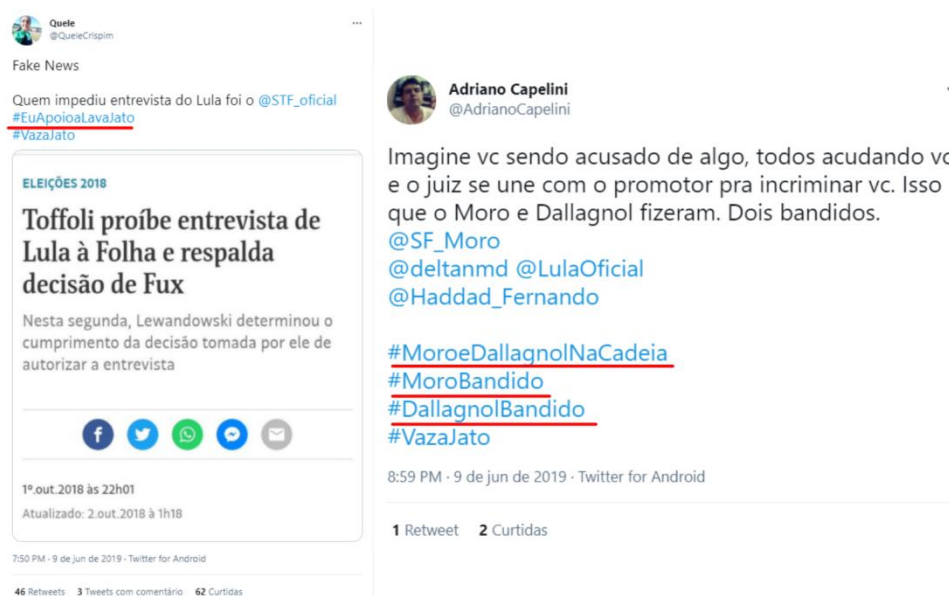 Quele
@QueleCrispim
Fake News
Quem impediu entrevista do Lula foi o @STF_oficial
#EuApoioaLavaJato
#VazaJato
ELEIÇÕES 2018
Toffoli proíbe entrevista de
Lula à Folha e respalda
decisão de Fux
Nesta segunda, Lewandowski determinou o
cumprimento da decisão tomada por ele de
autorizar a entrevista
1º.out.2018 às 22h01
Atualizado: 2.out.2018 à 1h18
7:50 PM · 9 de jun de 2019 · Twitter for Android
46 Retweets 3 Tweets com comentário 62 Curtidas
Adriano Capelini
@AdrianoCapelini
Imagine vc sendo acusado de algo, todos acudando vc
e o juiz se une com o promotor pra incriminar vc. Isso
que o Moro e Dallagnol fizeram. Dois bandidos.
@SF_Moro
@deltanmd @LulaOficial
@Haddad_Fernando
#MoroeDallagnolNaCadeia
#MoroBandido
#DallagnolBandido
#VazaJato
8:59 PM · 9 de jun de 2019 · Twitter for Android
1 Retweet 2 Curtidas